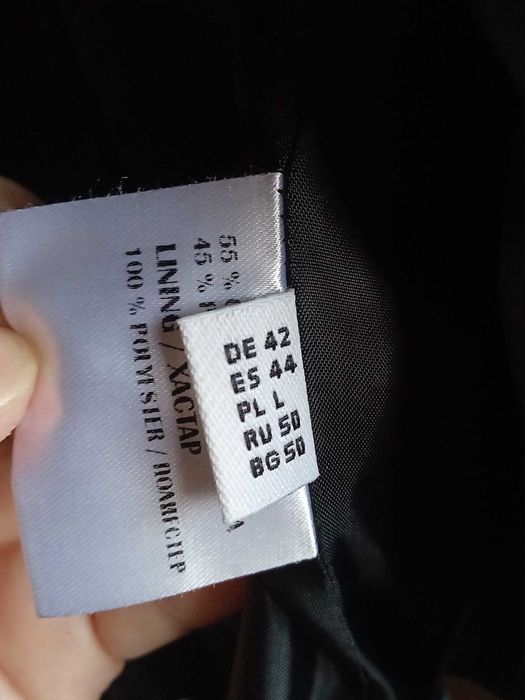 55 %
45 %
LINING / ХАСТАР
100 % POLYESTER / ПОЛИЕСТЕР
DE 42
ES 44
PL L
RU 50
BG 50